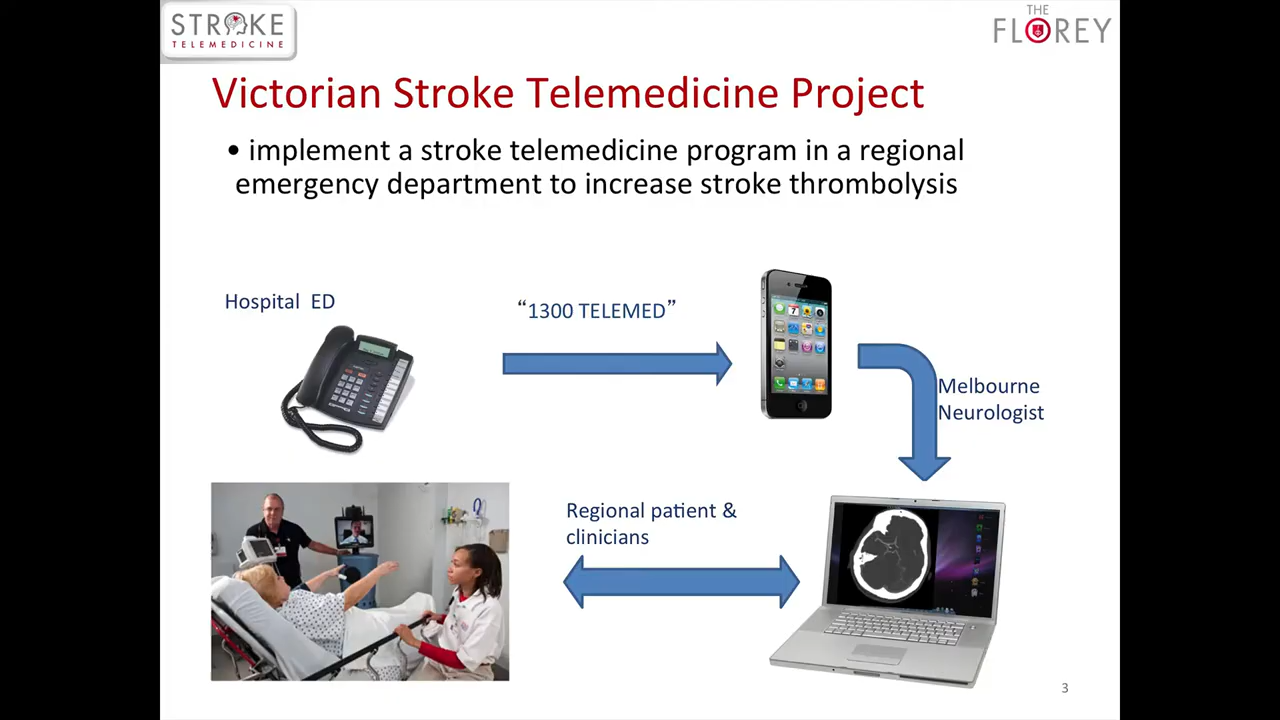 STROKE
TELEMEDICINE
THE
FLOREY
Victorian Stroke Telemedicine Project
• implement a stroke telemedicine program in a regional
emergency department to increase stroke thrombolysis
Hospital ED
“1300 TELEMED”
Melbourne
Neurologist
Regional patient &
clinicians
3